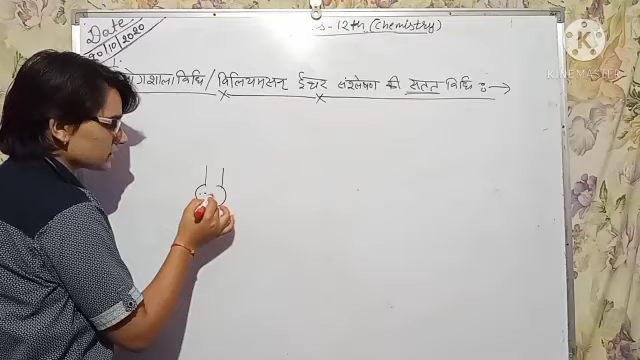 Date
20/10/2020
-12th (Chemistry)
प्रयोगशाला विधि / विलियमसन ईथर संश्लेषण की सतत विधि :→
KINEMASTER